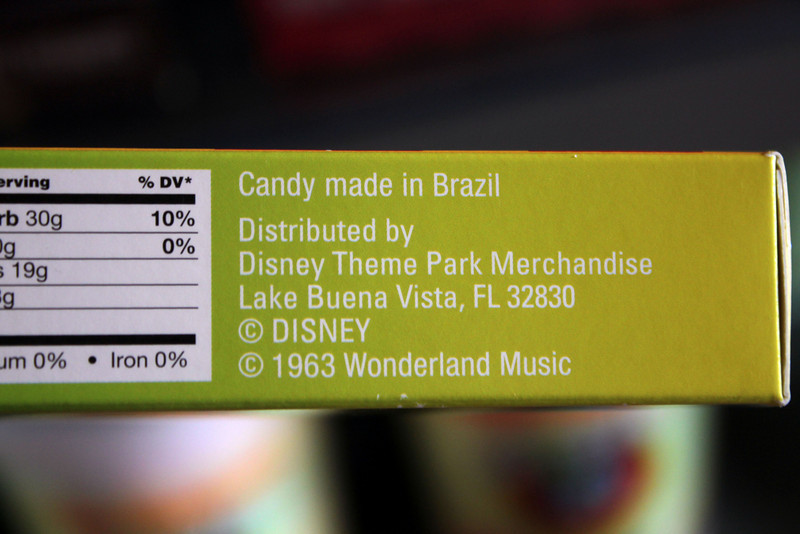 % DV*
30g 10%
0%
19g
0% • Iron 0%
Candy made in Brazil
Distributed by
Disney Theme Park Merchandise
Lake Buena Vista, FL 32830
© DISNEY
© 1963 Wonderland Music